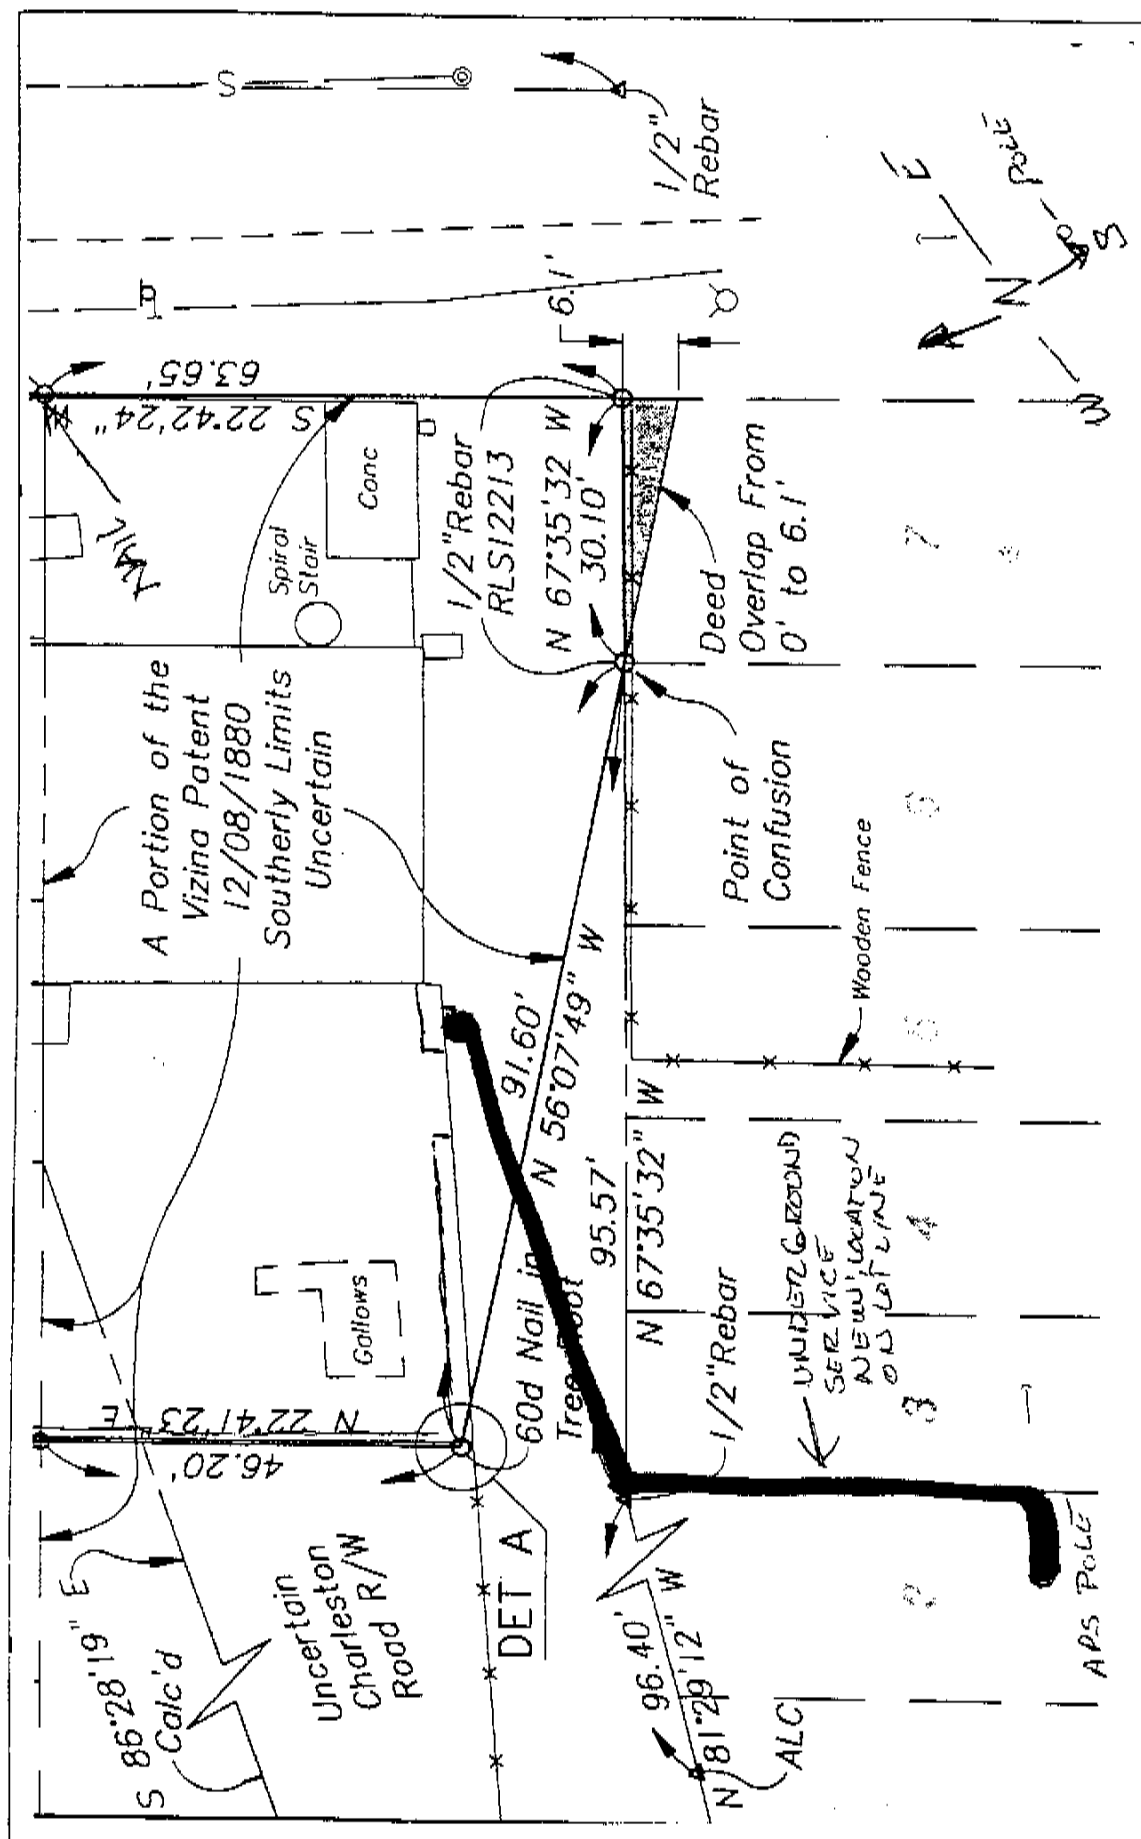 S 86°28'19" E
Calc'd
Uncertain
Charleston
Road R/W
46.20'
N 22°41'23" E
Gallows
DET A
60d Nail in
Tree Root
A Portion of the
Vizina Patent
12/08/1880
Southerly Limits
Uncertain
NAIL
Spiral
Stair
Conc
S 22°42'24"
63.65'
S
1/2"
Rebar
6.1'
1/2"Rebar
RLS12213
N 67°35'32 W
30.10'
Deed
Overlap From
0' to 6.1'
Point of
Confusion
91.60'
N 56°07'49" W
95.57'
N 67°35'32" W
1/2"Rebar
96.40'
N 81°29'12" W
ALC
Wooden Fence
UNDERGROUND
SERVICE
NEW LOCATION
ON LOT LINE
APS POLE
3
4
7
N
E
S
W
POLE